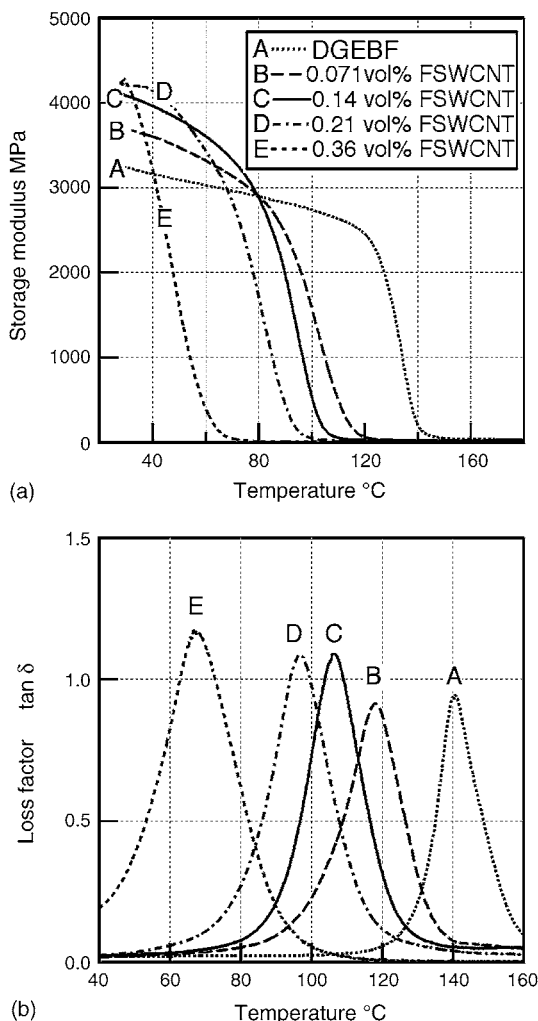 5000
4000
3000
2000
1000
0
Storage modulus MPa
A DGEBF
B 0.071vol% FSWCNT
C 0.14 vol% FSWCNT
D 0.21 vol% FSWCNT
E 0.36 vol% FSWCNT
D
C
B
A
E
40 80 120 160
(a)
Temperature °C
1.5
1.0
0.5
0.0
Loss factor tan δ
E
D
C
B
A
40 60 80 100 120 140 160
(b)
Temperature °C